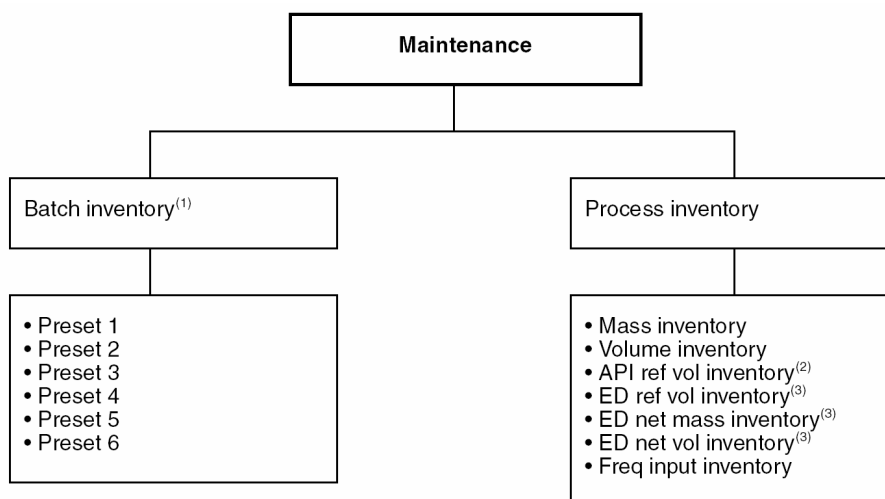 Maintenance
Batch inventory(1)
Process inventory
• Preset 1
• Preset 2
• Preset 3
• Preset 4
• Preset 5
• Preset 6
• Mass inventory
• Volume inventory
• API ref vol inventory(2)
• ED ref vol inventory(3)
• ED net mass inventory(3)
• ED net vol inventory(3)
• Freq input inventory